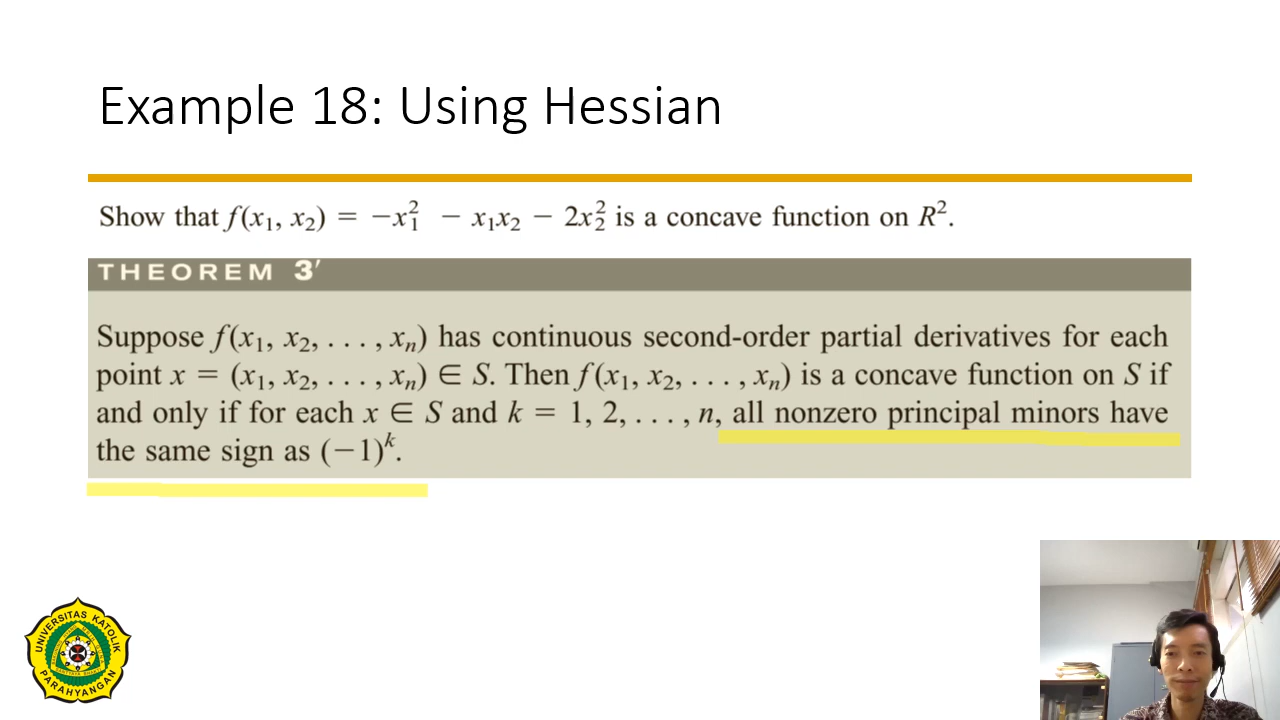 Example 18: Using Hessian
Show that f(x₁, x₂) = −x₁² − x₁x₂ − 2x₂² is a concave function on R².
THEOREM 3′
Suppose f(x₁, x₂, . . . , xₙ) has continuous second-order partial derivatives for each
point x = (x₁, x₂, . . . , xₙ) ∈ S. Then f(x₁, x₂, . . . , xₙ) is a concave function on S if
and only if for each x ∈ S and k = 1, 2, . . . , n, all nonzero principal minors have
the same sign as (−1)ᵏ.
UNIVERSITAS KATOLIK
PARAHYANGAN